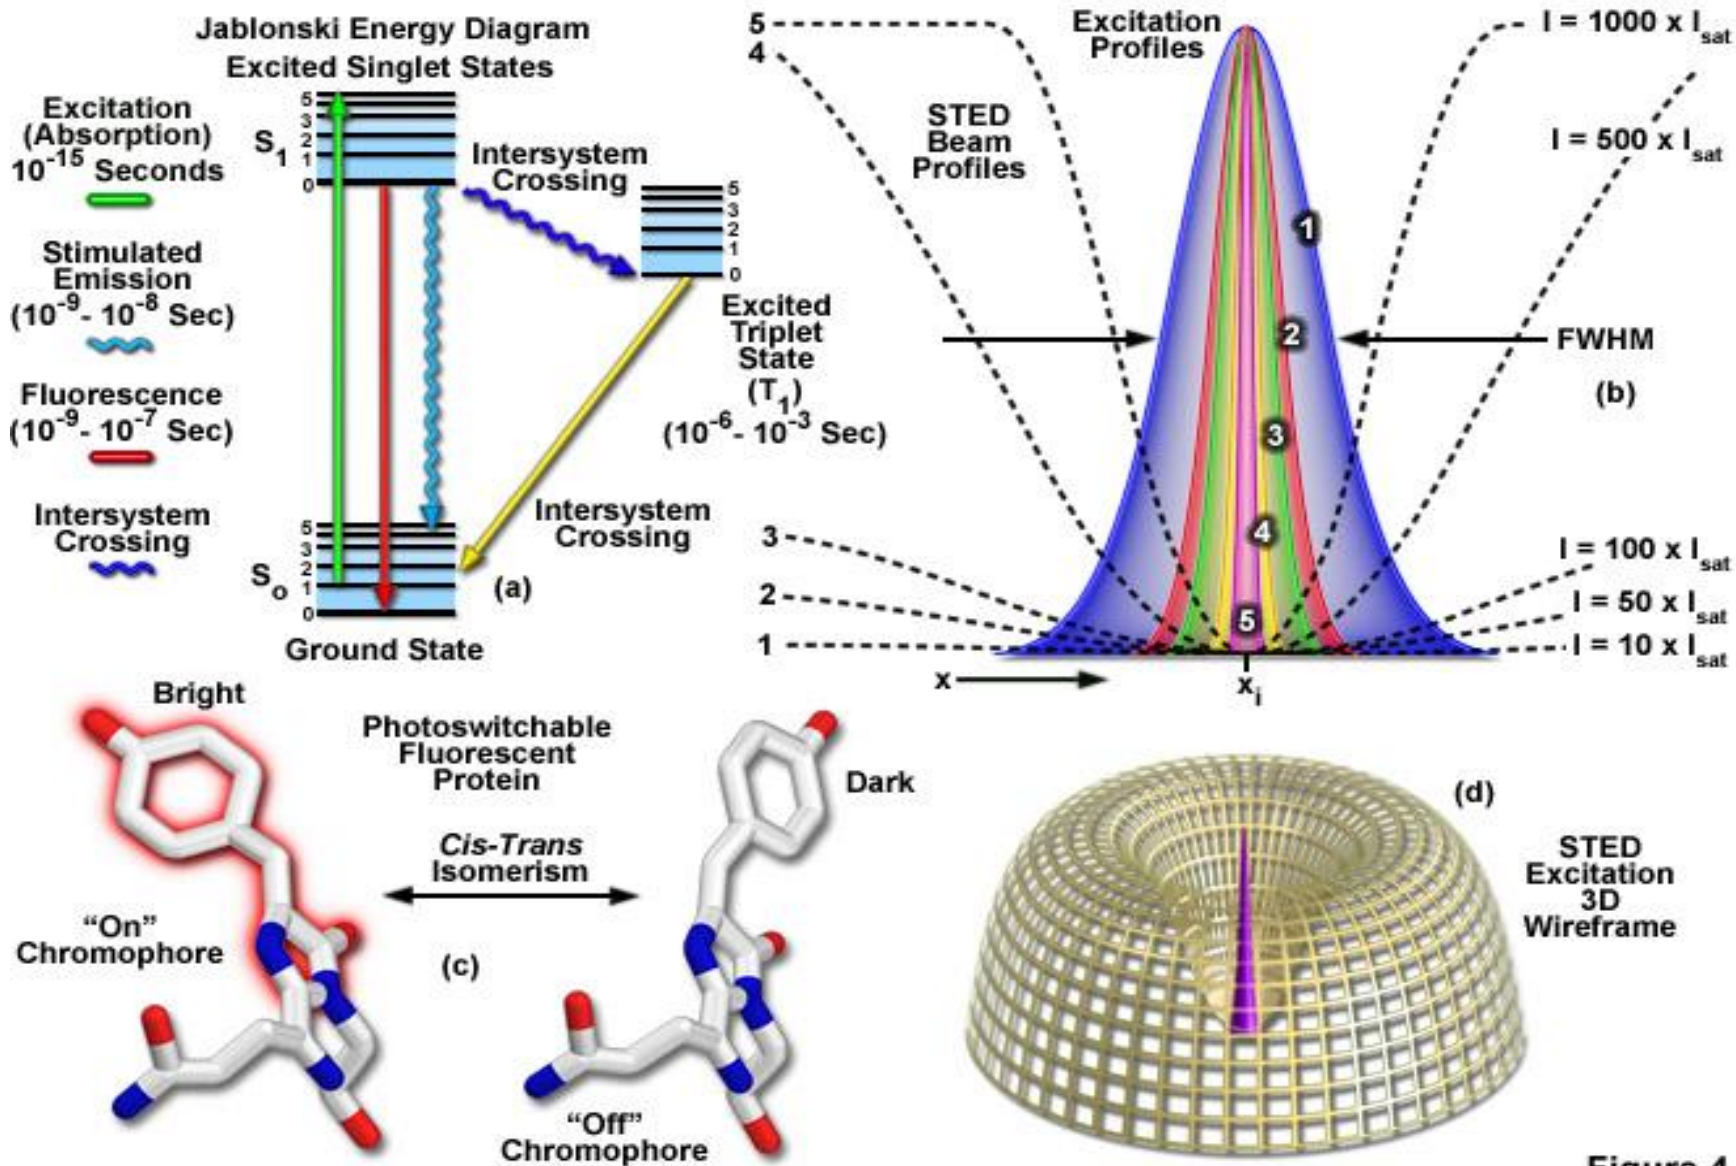 Jablonski Energy Diagram
Excited Singlet States
Excitation
(Absorption)
10-15 Seconds
Stimulated
Emission
(10-9- 10-8 Sec)
Fluorescence
(10-9- 10-7 Sec)
Intersystem
Crossing
S1
5
3
2
1
0
Intersystem
Crossing
5
3
2
1
0
Excited
Triplet
State
(T1)
(10-6- 10-3 Sec)
Intersystem
Crossing
So
5
3
2
1
0
(a)
Ground State
5
4
3
2
1
Excitation
Profiles
STED
Beam
Profiles
I = 1000 x Isat
I = 500 x Isat
FWHM
(b)
I = 100 x Isat
I = 50 x Isat
I = 10 x Isat
1
2
3
4
5
x
xi
Bright
Photoswitchable
Fluorescent
Protein
Dark
Cis-Trans
Isomerism
“On”
Chromophore
(c)
“Off”
Chromophore
(d)
STED
Excitation
3D
Wireframe